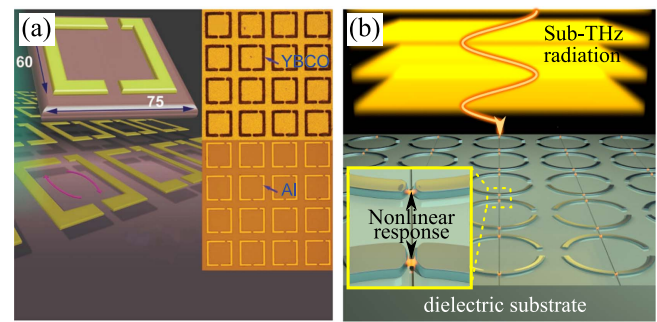 (a)
60
75
YBCO
Al
(b)
Sub-THz
radiation
Nonlinear
response
dielectric substrate